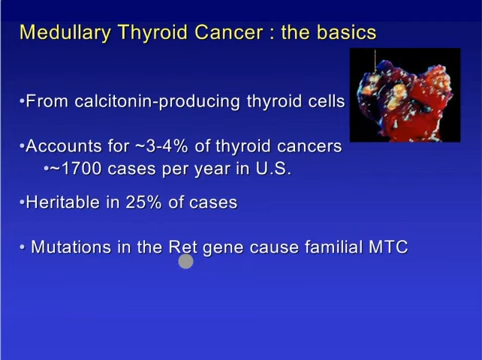 Medullary Thyroid Cancer : the basics
•From calcitonin-producing thyroid cells
•Accounts for ~3-4% of thyroid cancers
•~1700 cases per year in U.S.
•Heritable in 25% of cases
• Mutations in the Ret gene cause familial MTC